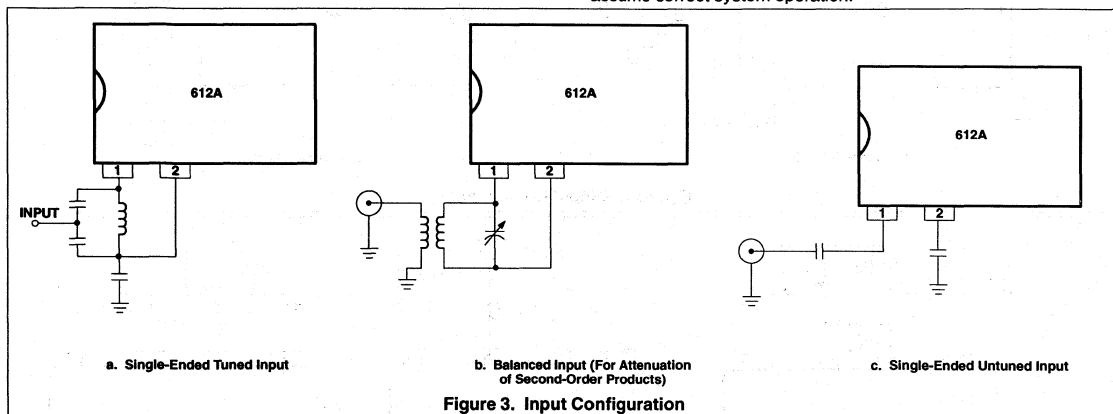 assume correct system operation.
612A
1 2
INPUT
a. Single-Ended Tuned Input
612A
1 2
b. Balanced Input (For Attenuation
of Second-Order Products)
612A
1 2
c. Single-Ended Untuned Input
Figure 3. Input Configuration